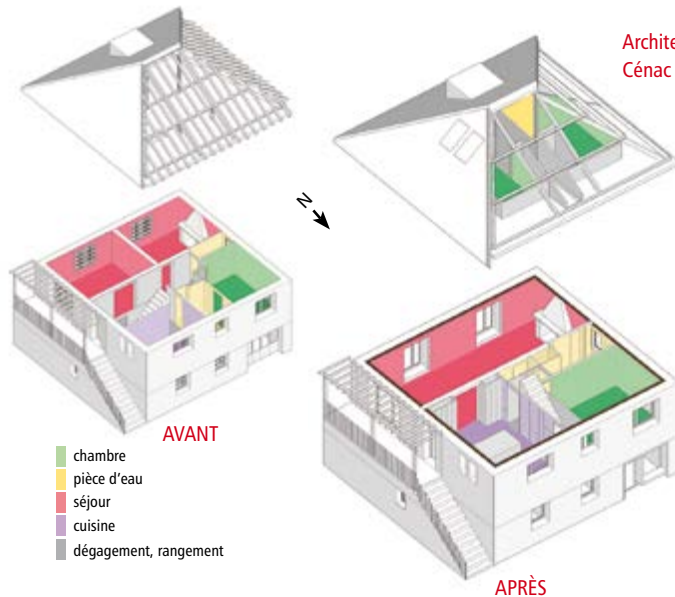 Archite
Cénac
N
AVANT
chambre
pièce d'eau
séjour
cuisine
dégagement, rangement
APRÈS